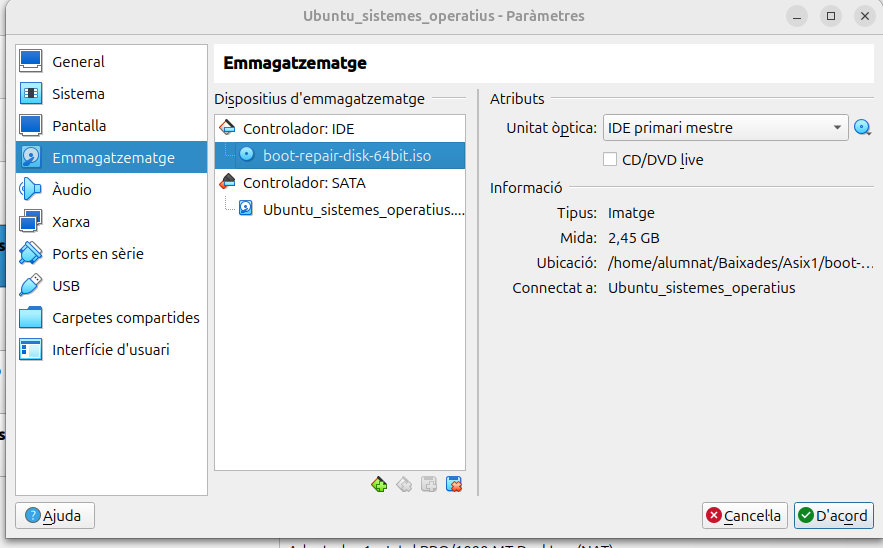 Ubuntu_sistemes_operatius - Paràmetres
General
Sistema
Pantalla
Emmagatzematge
Àudio
Xarxa
Ports en sèrie
USB
Carpetes compartides
Interfície d'usuari
Emmagatzematge
Dispositius d'emmagatzematge
Controlador: IDE
boot-repair-disk-64bit.iso
Controlador: SATA
Ubuntu_sistemes_operatius....
Atributs
Unitat òptica: IDE primari mestre
CD/DVD live
Informació
Tipus: Imatge
Mida: 2,45 GB
Ubicació: /home/alumnat/Baixades/Asix1/boot-...
Connectat a: Ubuntu_sistemes_operatius
Ajuda
Cancel·la
D'acord